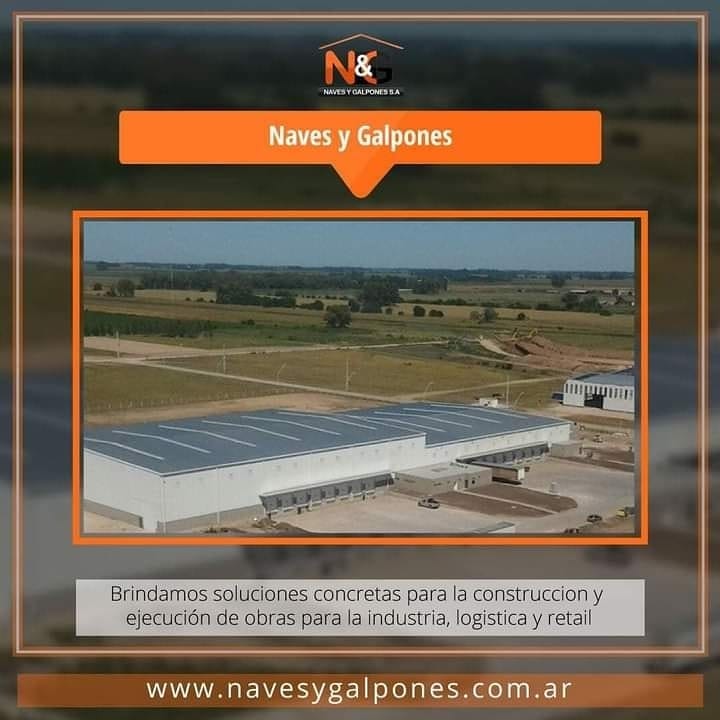 N&G
NAVES Y GALPONES S.A
Naves y Galpones
Brindamos soluciones concretas para la construccion y
ejecución de obras para la industria, logistica y retail
www.navesygalpones.com.ar